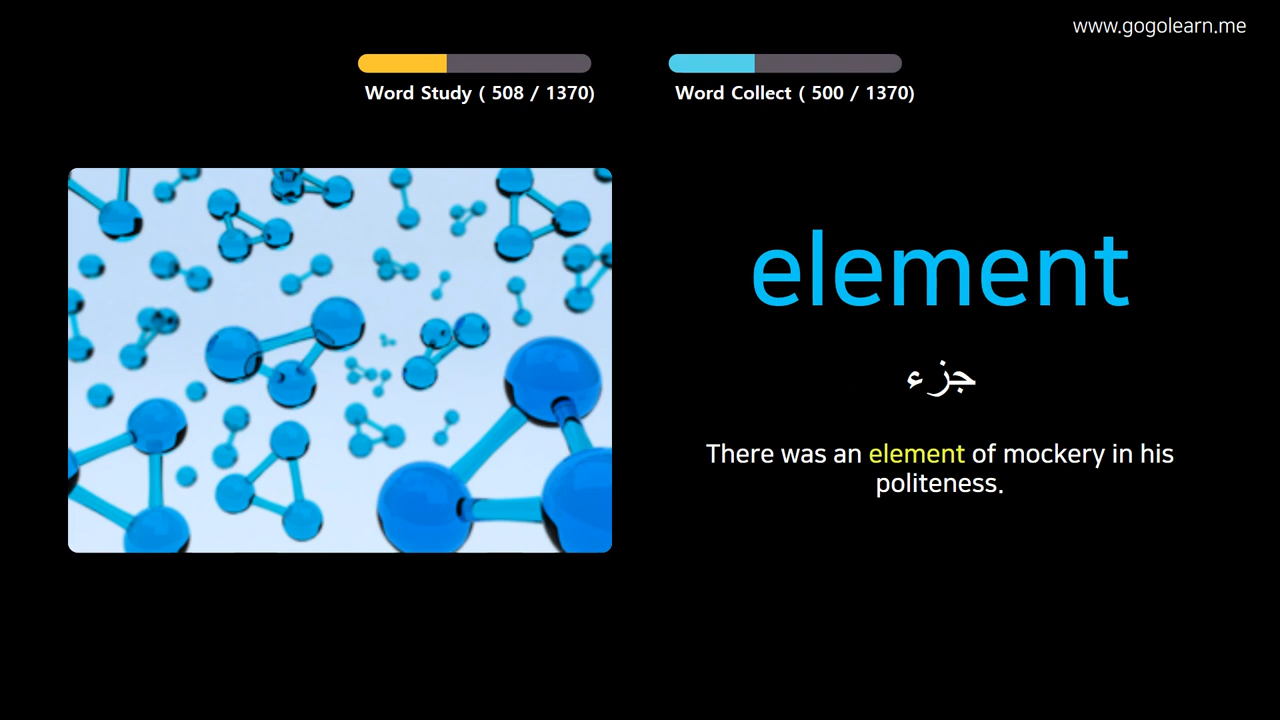 www.gogolearn.me
Word Study ( 508 / 1370)
Word Collect ( 500 / 1370)
element
جزء
There was an element of mockery in his
politeness.